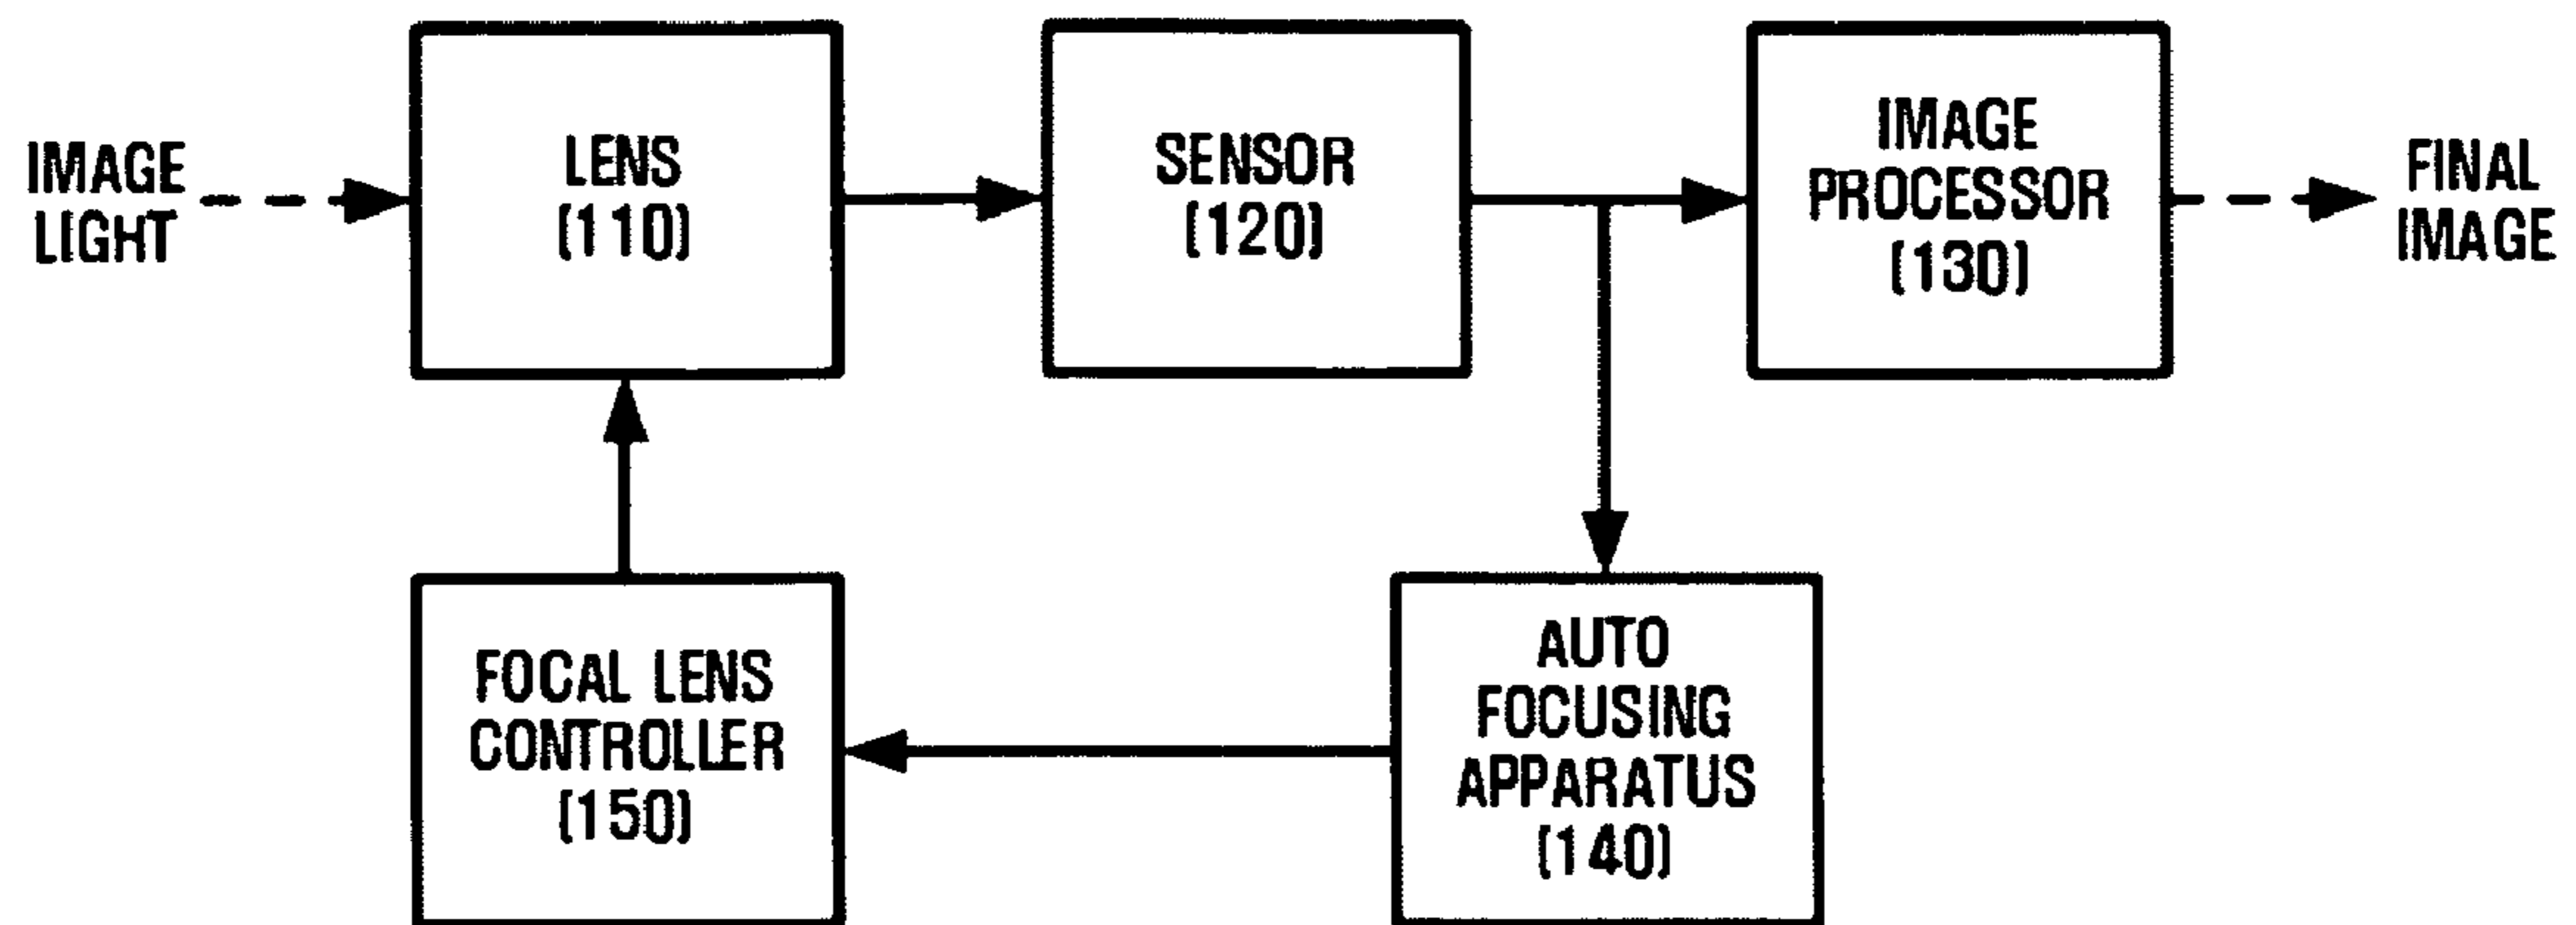 IMAGE
LIGHT
LENS
(110)
SENSOR
(120)
IMAGE
PROCESSOR
(130)
FINAL
IMAGE
FOCAL LENS
CONTROLLER
(150)
AUTO
FOCUSING
APPARATUS
(140)